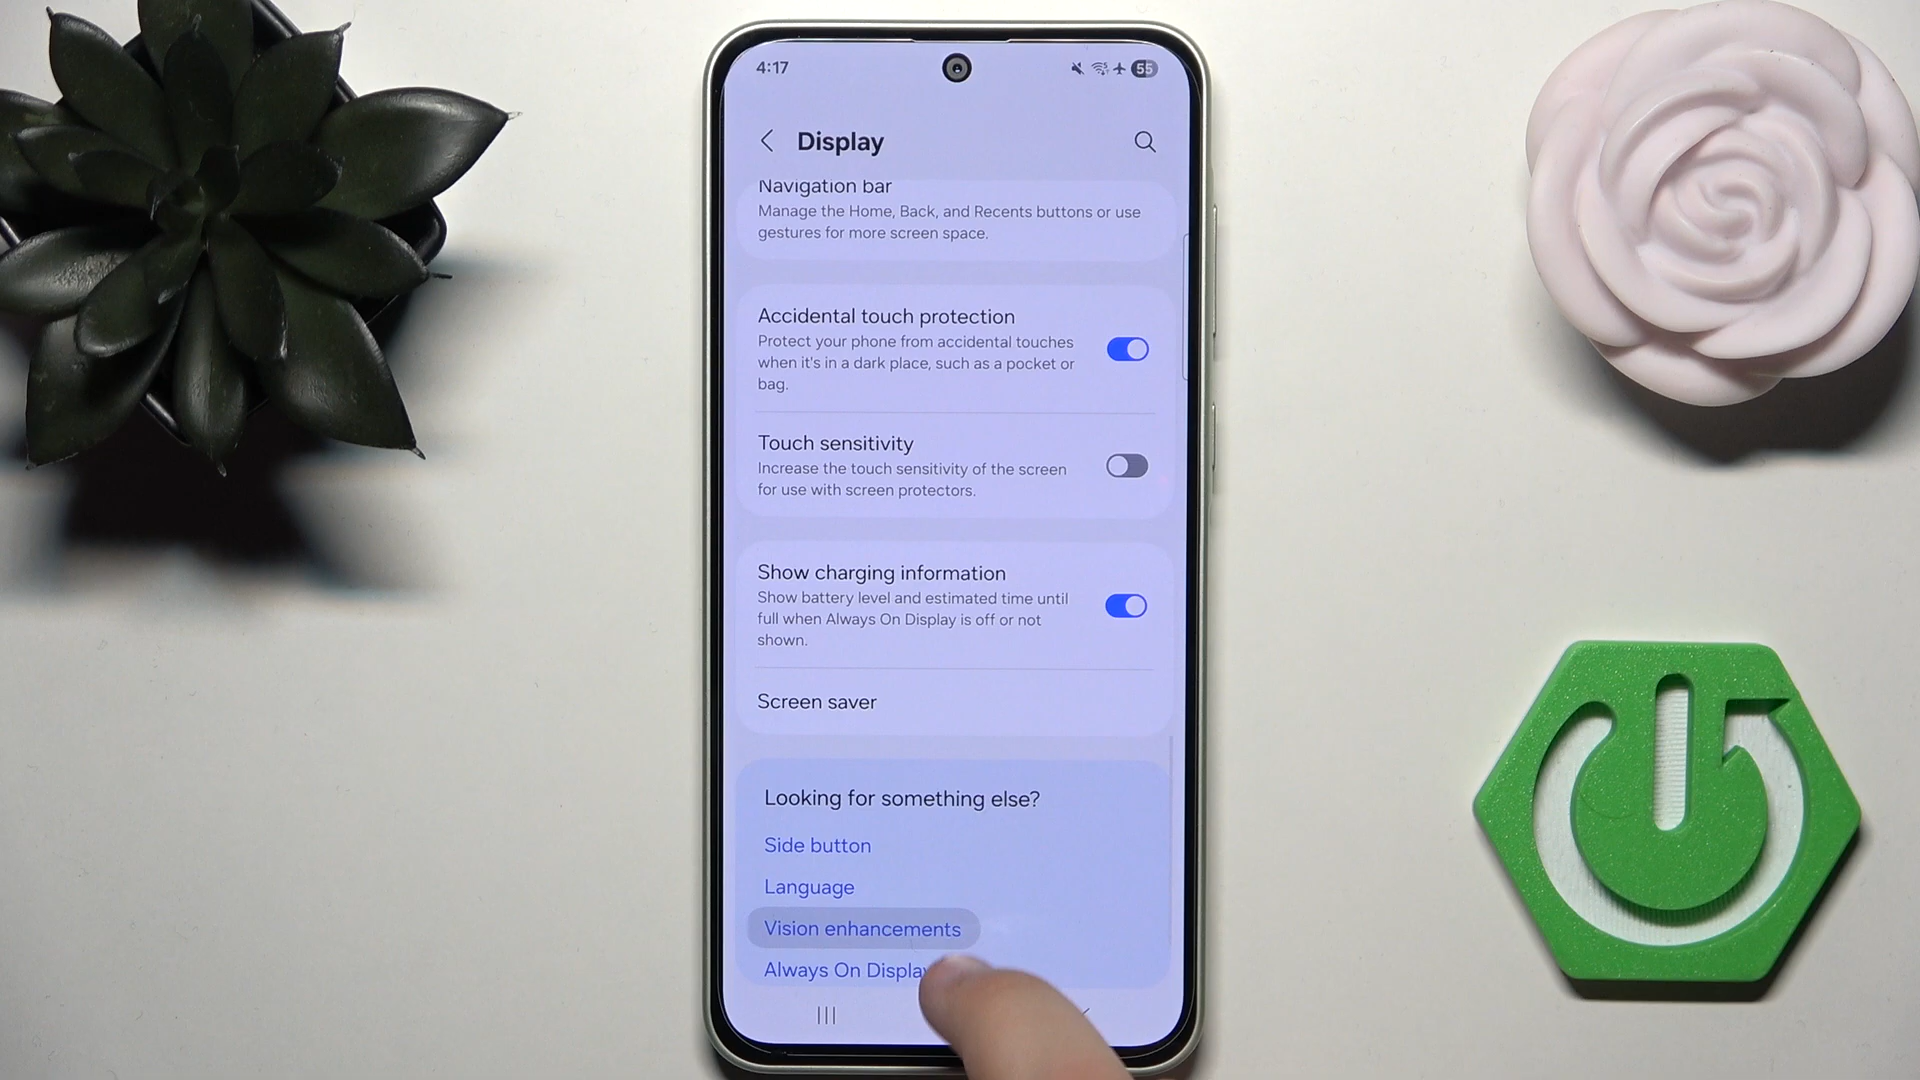 4:17
55
Display
Navigation bar
Manage the Home, Back, and Recents buttons or use
gestures for more screen space.
Accidental touch protection
Protect your phone from accidental touches
when it's in a dark place, such as a pocket or
bag.
Touch sensitivity
Increase the touch sensitivity of the screen
for use with screen protectors.
Show charging information
Show battery level and estimated time until
full when Always On Display is off or not
shown.
Screen saver
Looking for something else?
Side button
Language
Vision enhancements
Always On Display